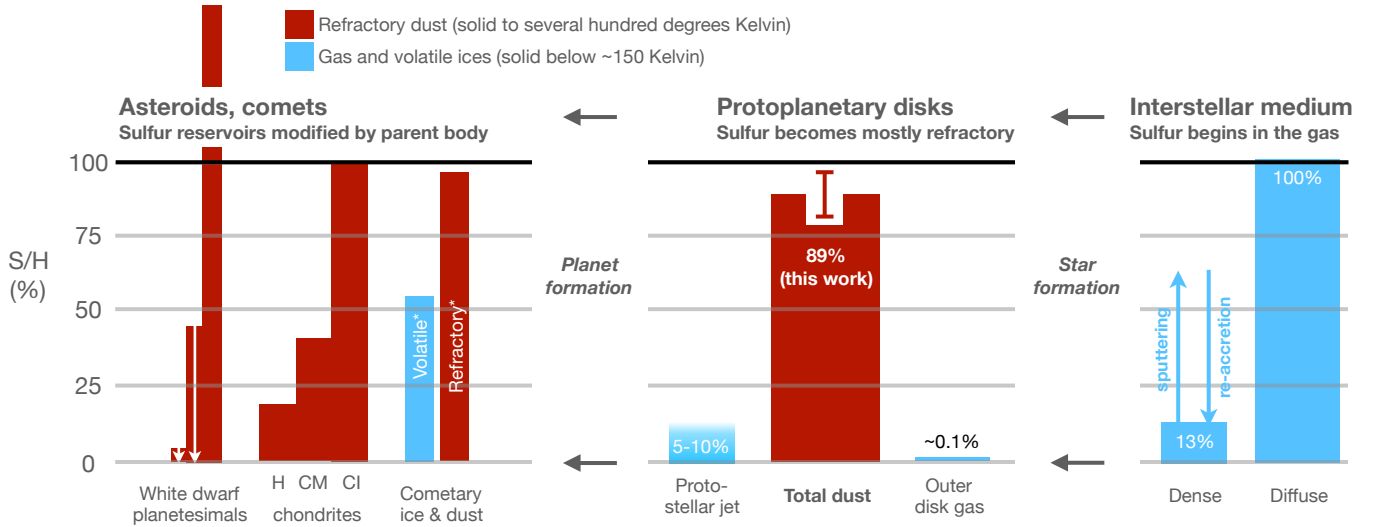 Refractory dust (solid to several hundred degrees Kelvin)
Gas and volatile ices (solid below ~150 Kelvin)
Asteroids, comets
Sulfur reservoirs modified by parent body
Protoplanetary disks
Sulfur becomes mostly refractory
Interstellar medium
Sulfur begins in the gas
S/H
(%)
100
75
50
25
0
Volatile*
Refractory*
H CM CI
White dwarf
planetesimals
chondrites
Cometary
ice & dust
Planet
formation
5-10%
89%
(this work)
~0.1%
Proto-
stellar jet
Total dust
Outer
disk gas
Star
formation
sputtering
re-accretion
13%
100%
Dense
Diffuse